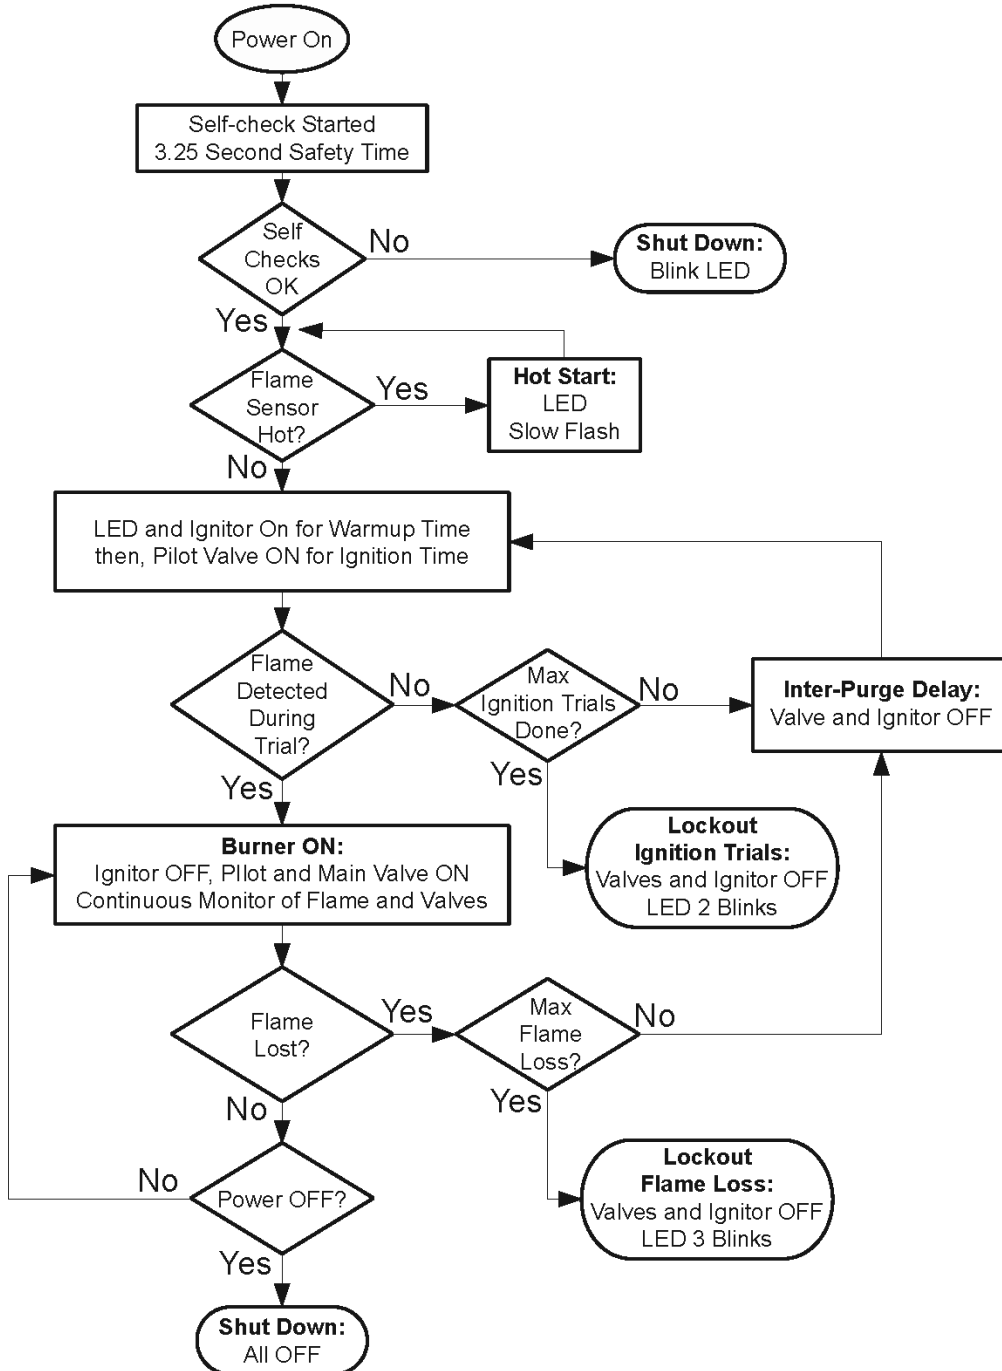 Power On
Self-check Started
3.25 Second Safety Time
Self
Checks
OK
No
Shut Down:
Blink LED
Yes
Flame
Sensor
Hot?
Yes
Hot Start:
LED
Slow Flash
No
LED and Ignitor On for Warmup Time
then, Pilot Valve ON for Ignition Time
Flame
Detected
During
Trial?
No
Max
Ignition Trials
Done?
No
Inter-Purge Delay:
Valve and Ignitor OFF
Yes
Yes
Lockout
Ignition Trials:
Valves and Ignitor OFF
LED 2 Blinks
Burner ON:
Ignitor OFF, PIlot and Main Valve ON
Continuous Monitor of Flame and Valves
Flame
Lost?
Yes
Max
Flame
Loss?
No
Yes
No
Lockout
Flame Loss:
Valves and Ignitor OFF
LED 3 Blinks
Power OFF?
No
Yes
Shut Down:
All OFF